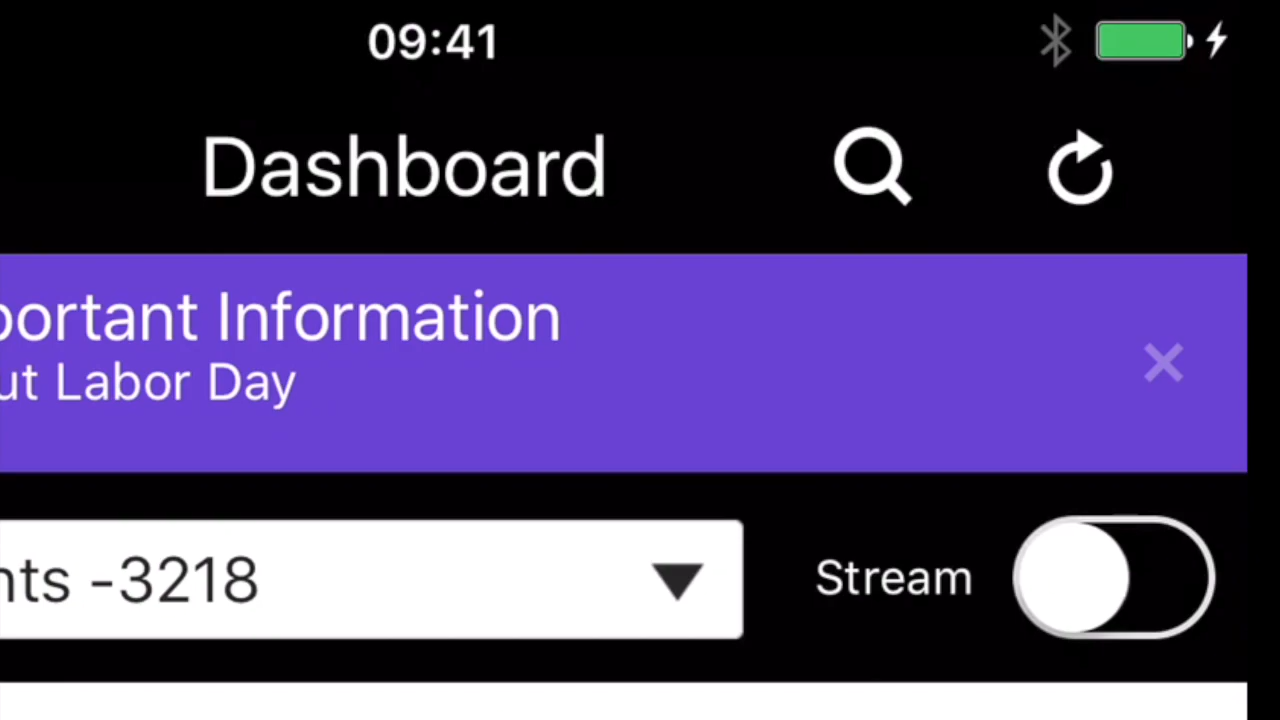 09:41
Dashboard
portant Information
ut Labor Day
nts -3218
Stream